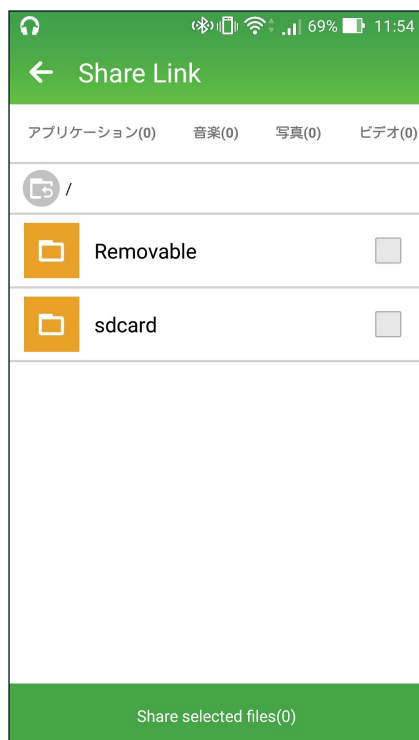 69% 11:54
Share Link
アプリケーション(0) 音楽(0) 写真(0) ビデオ(0)
/
Removable
sdcard
Share selected files(0)